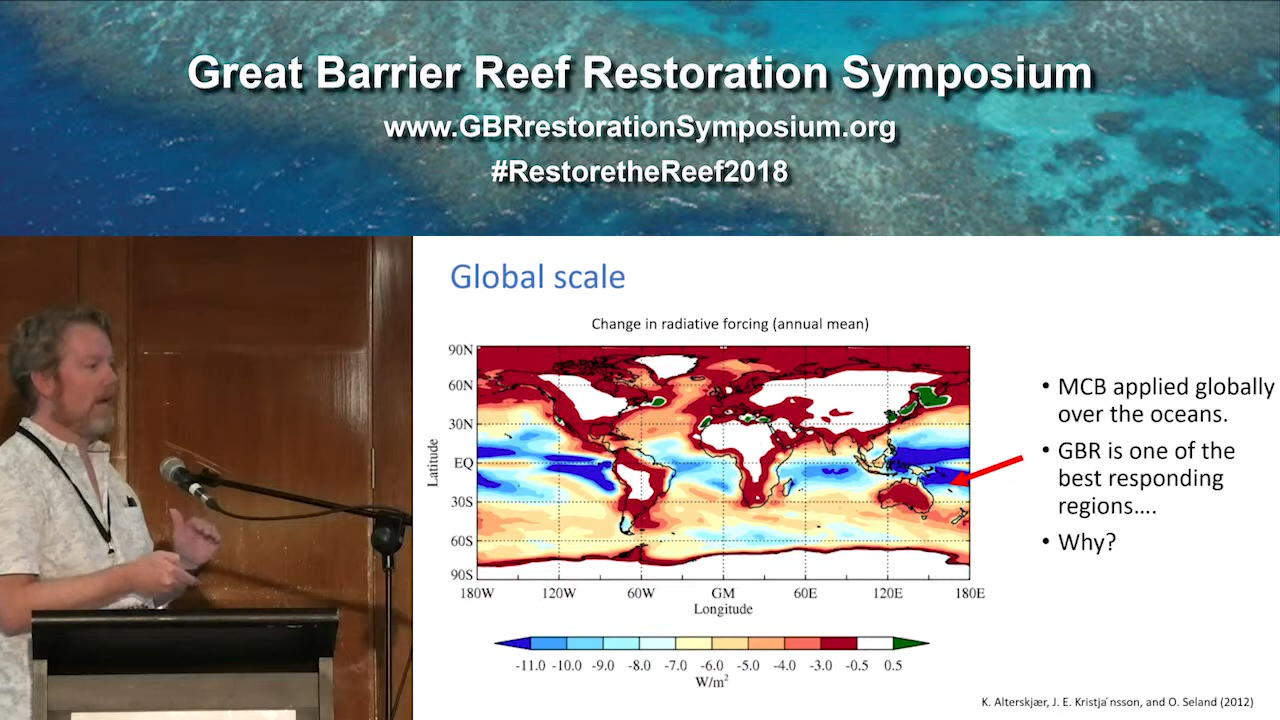 Great Barrier Reef Restoration Symposium
www.GBRrestorationSymposium.org
#RestoretheReef2018
Global scale
Change in radiative forcing (annual mean)
90N
60N
30N
EQ
30S
60S
90S
Latitude
180W 120W 60W GM 60E 120E 180E
Longitude
-11.0 -10.0 -9.0 -8.0 -7.0 -6.0 -5.0 -4.0 -3.0 -0.5 0.5
W/m²
• MCB applied globally
over the oceans.
• GBR is one of the
best responding
regions....
• Why?
K. Alterskjær, J. E. Kristja´nsson, and O. Seland (2012)